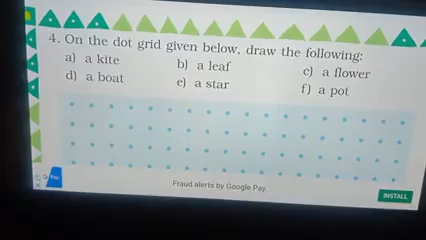 4. On the dot grid given below, draw the following:
a) a kite b) a leaf c) a flower
d) a boat e) a star f) a pot
Fraud alerts by Google Pay.
INSTALL